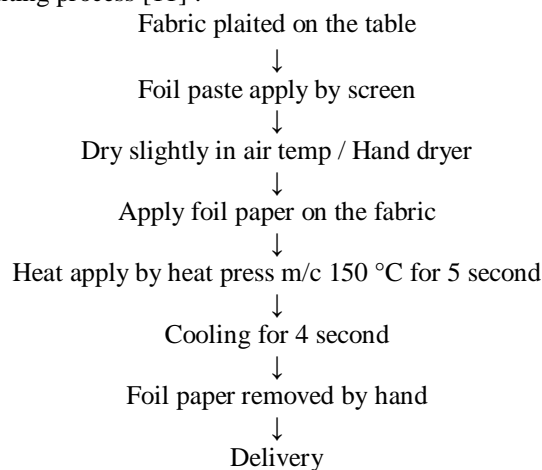 Fabric plaited on the table
↓
Foil paste apply by screen
↓
Dry slightly in air temp / Hand dryer
↓
Apply foil paper on the fabric
↓
Heat apply by heat press m/c 150 °C for 5 second
↓
Cooling for 4 second
↓
Foil paper removed by hand
↓
Delivery